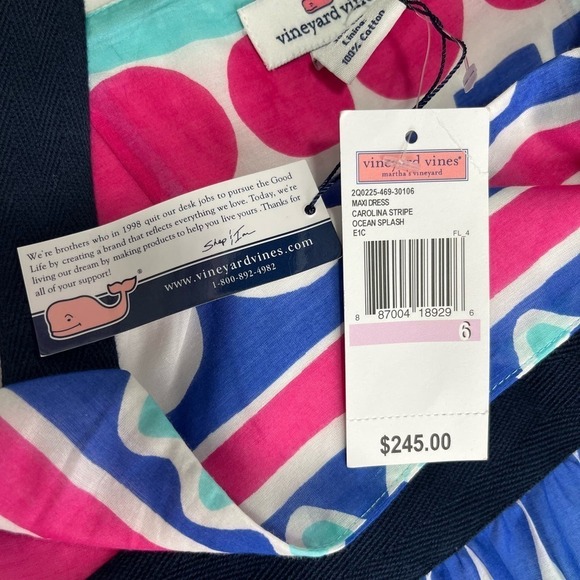 vineyard vines
Lining
100% Cotton
vineyard vines®
martha's vineyard
2Q0225-469-30106
MAXI DRESS
CAROLINA STRIPE
OCEAN SPLASH
E1C FL_4
8 87004 18929 6
6
$245.00
We're brothers who in 1998 quit our desk jobs to pursue the Good
Life by creating a brand that reflects everything we love. Today, we're
living our dream by making products to help you live yours. Thanks for
all of your support!
Shep & Ian
www.vineyardvines.com
1-800-892-4982